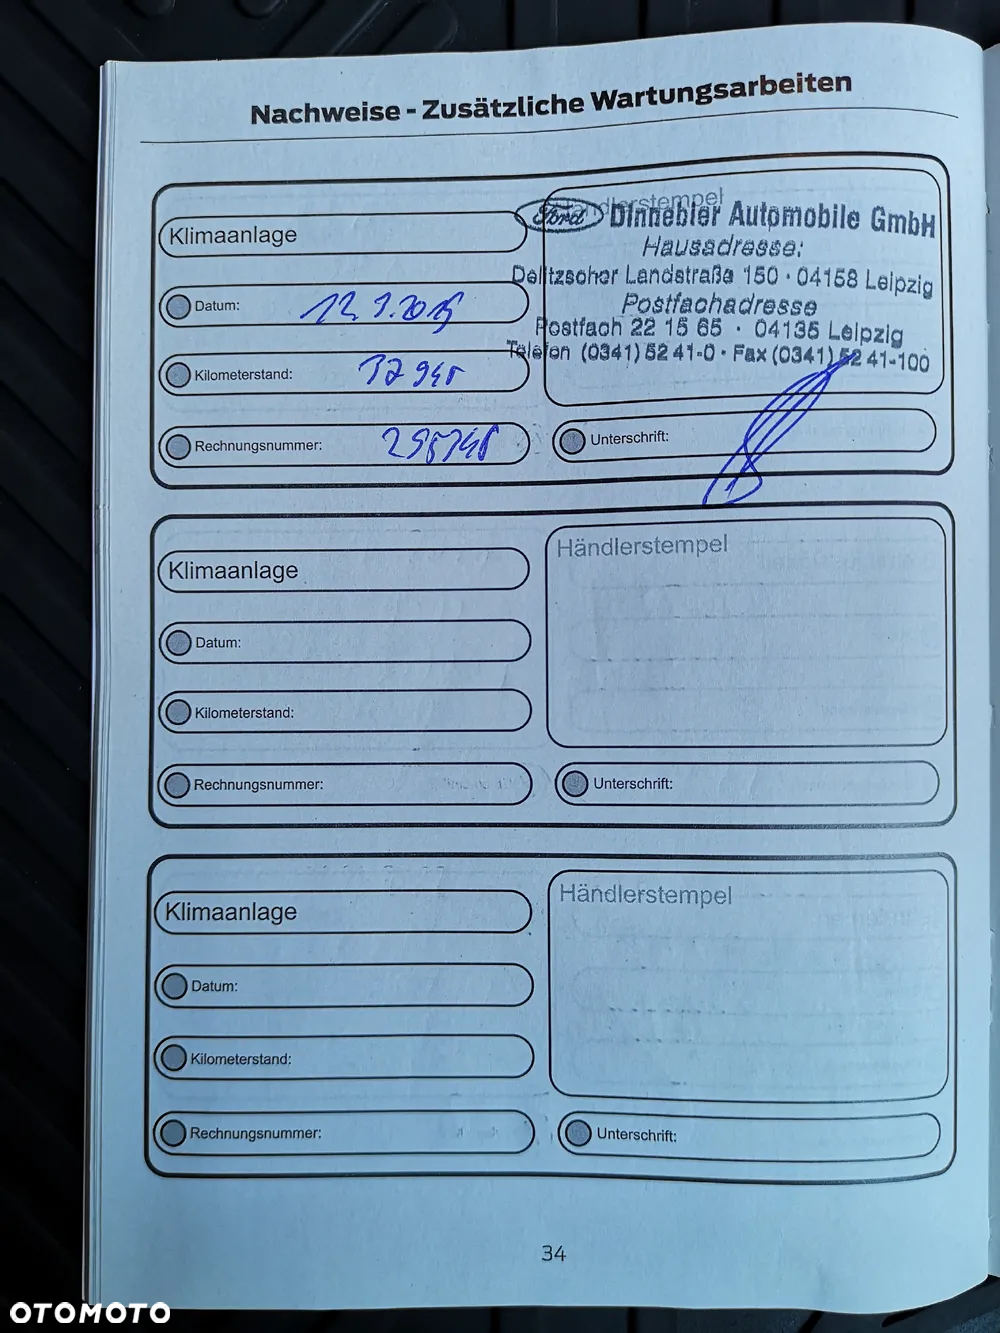 Nachweise - Zusätzliche Wartungsarbeiten
Klimaanlage
Händlerstempel
Ford Dinnebier Automobile GmbH
Hausadresse:
Delitzscher Landstraße 150 · 04158 Leipzig
Postfachadresse
Postfach 22 15 65 · 04135 Leipzig
Telefon (0341) 52 41-0 · Fax (0341) 52 41-100
Datum:
Kilometerstand:
Rechnungsnummer:
Unterschrift:
Klimaanlage
Händlerstempel
Datum:
Kilometerstand:
Rechnungsnummer:
Unterschrift:
Klimaanlage
Händlerstempel
Datum:
Kilometerstand:
Rechnungsnummer:
Unterschrift:
34
OTOMOTO